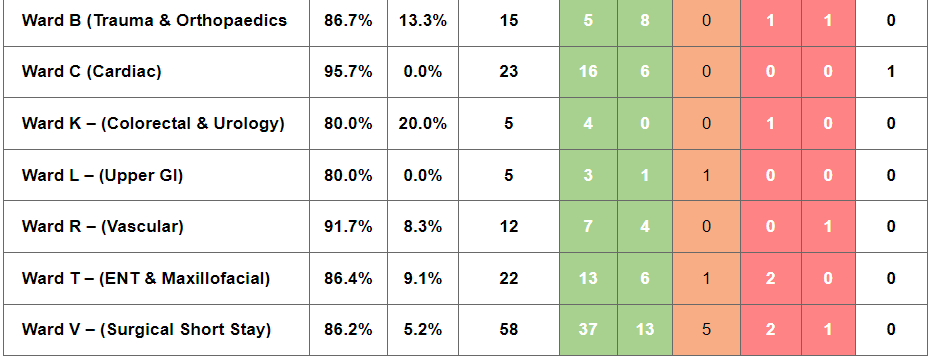 Ward B (Trauma & Orthopaedics 86.7% 13.3% 15 5 8 0 1 1 0
Ward C (Cardiac) 95.7% 0.0% 23 16 6 0 0 0 1
Ward K – (Colorectal & Urology) 80.0% 20.0% 5 4 0 0 1 0 0
Ward L – (Upper GI) 80.0% 0.0% 5 3 1 1 0 0 0
Ward R – (Vascular) 91.7% 8.3% 12 7 4 0 0 1 0
Ward T – (ENT & Maxillofacial) 86.4% 9.1% 22 13 6 1 2 0 0
Ward V – (Surgical Short Stay) 86.2% 5.2% 58 37 13 5 2 1 0